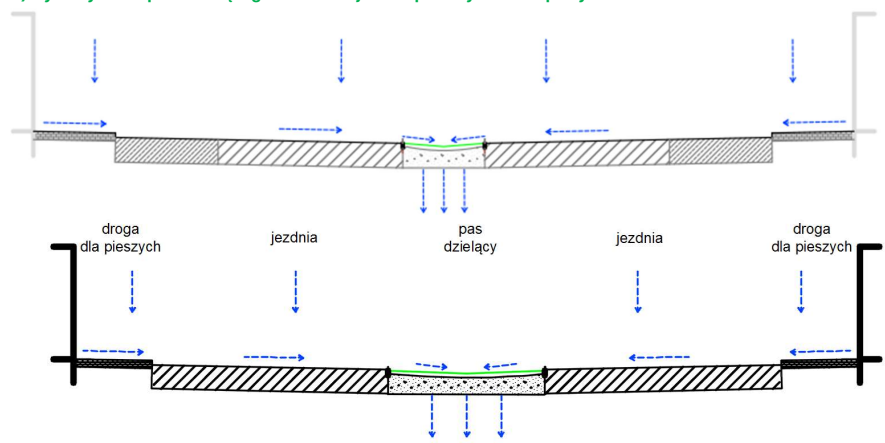 droga
dla pieszych
jezdnia
pas
dzielący
jezdnia
droga
dla pieszych